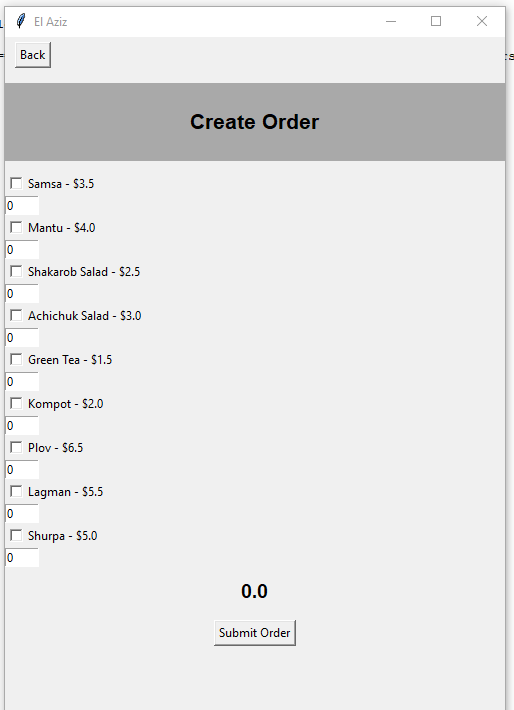 El Aziz
Back
Create Order
Samsa - $3.5
0
Mantu - $4.0
0
Shakarob Salad - $2.5
0
Achichuk Salad - $3.0
0
Green Tea - $1.5
0
Kompot - $2.0
0
Plov - $6.5
0
Lagman - $5.5
0
Shurpa - $5.0
0
0.0
Submit Order